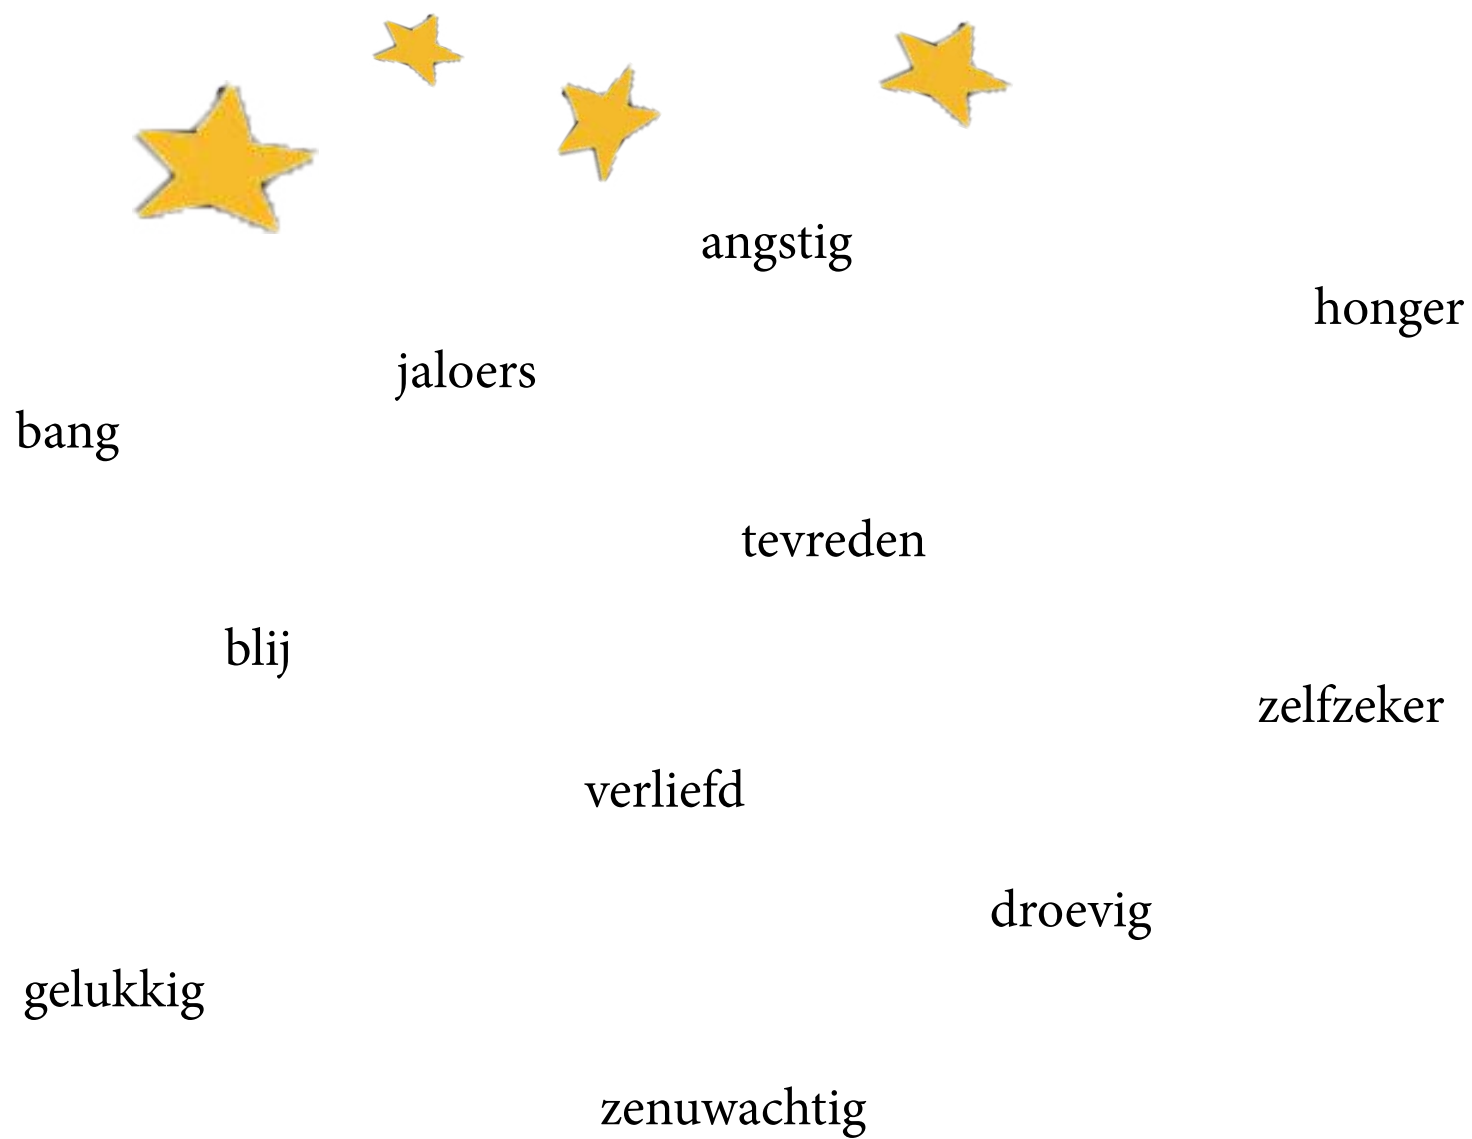 angstig
honger
jaloers
bang
tevreden
blij
zelfzeker
verliefd
droevig
gelukkig
zenuwachtig